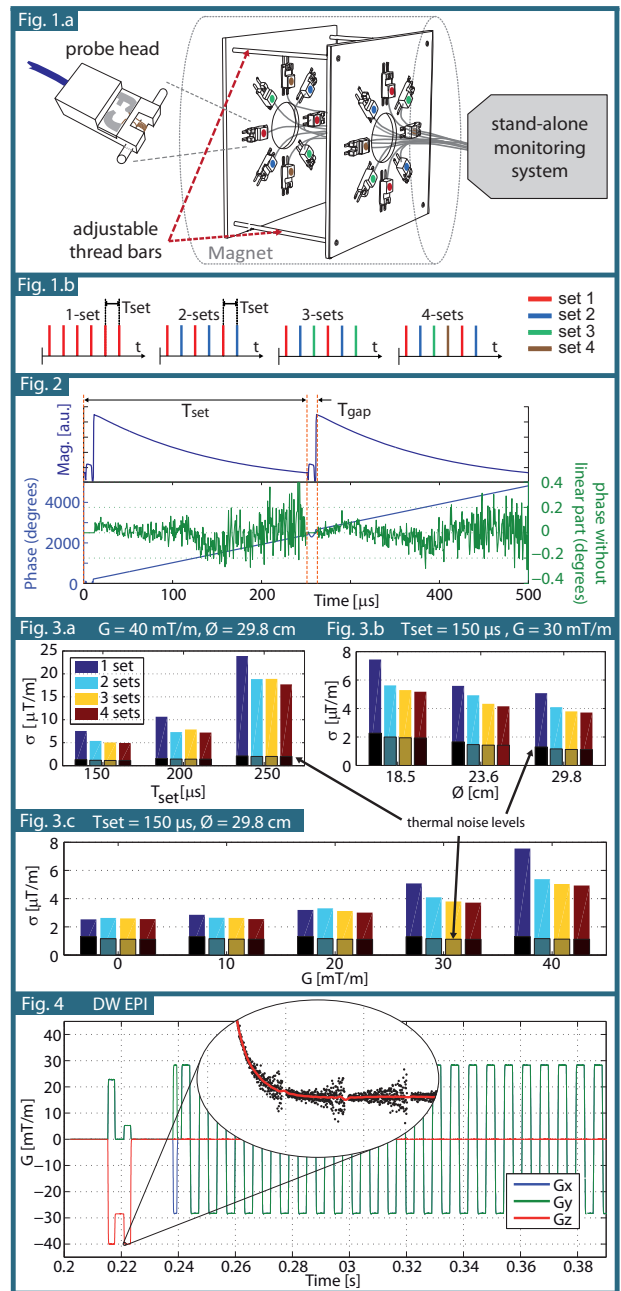 Fig. 1.a
probe head
stand-alone
monitoring
system
adjustable
thread bars
Magnet
Fig. 1.b
1-set
Tset
2-sets
Tset
3-sets
4-sets
t
t
t
t
set 1
set 2
set 3
set 4
Fig. 2
Tset
Tgap
Mag. [a.u.]
Phase (degrees)
4000
2000
0
0.4
0.2
0
−0.2
−0.4
phase without
linear part (degrees)
0
100
200
300
400
500
Time [µs]
Fig. 3.a G = 40 mT/m, Ø = 29.8 cm
25
20
15
10
5
0
σ [µT/m]
1 set
2 sets
3 sets
4 sets
150
200
250
Tset[µs]
Fig. 3.b Tset = 150 µs , G = 30 mT/m
8
6
4
2
0
σ [µT/m]
18.5
23.6
29.8
Ø [cm]
thermal noise levels
Fig. 3.c Tset = 150 µs, Ø = 29.8 cm
8
6
4
2
0
σ [µT/m]
0
10
20
30
40
G [mT/m]
Fig. 4 DW EPI
40
30
20
10
0
−10
−20
−30
−40
G [mT/m]
Gx
Gy
Gz
0.2
0.22
0.24
0.26
0.28
03
0.32
0.34
0.36
0.38
Time [s]